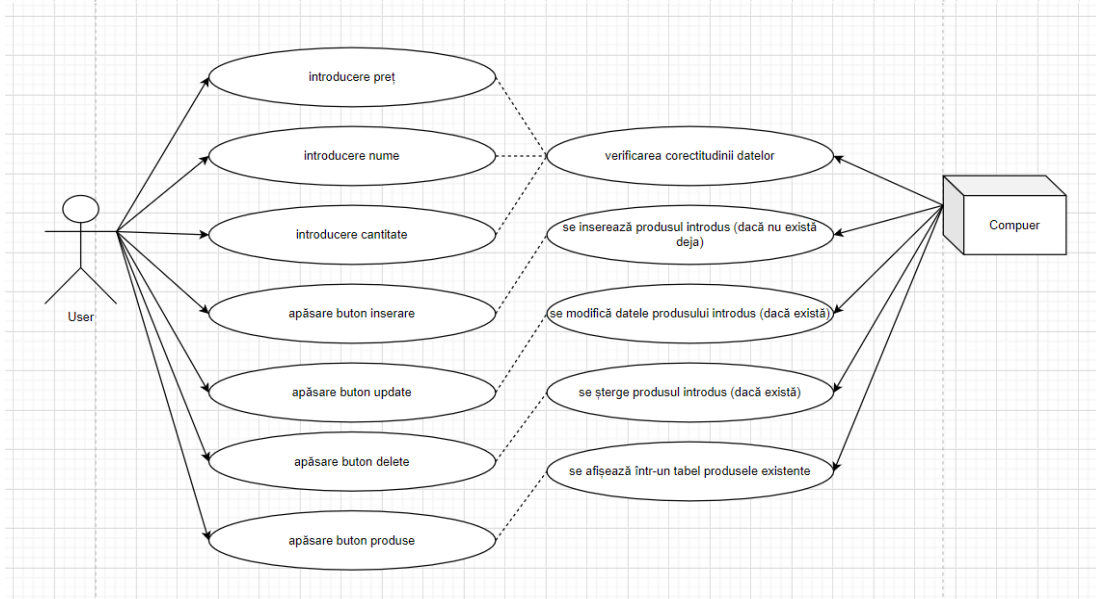 introducere preț
introducere nume
verificarea corectitudinii datelor
introducere cantitate
se inserează produsul introdus (dacă nu există
deja)
Compuer
User
apăsare buton inserare
se modifică datele produsului introdus (dacă există)
apăsare buton update
se șterge produsul introdus (dacă există)
apăsare buton delete
se afișează într-un tabel produsele existente
apăsare buton produse